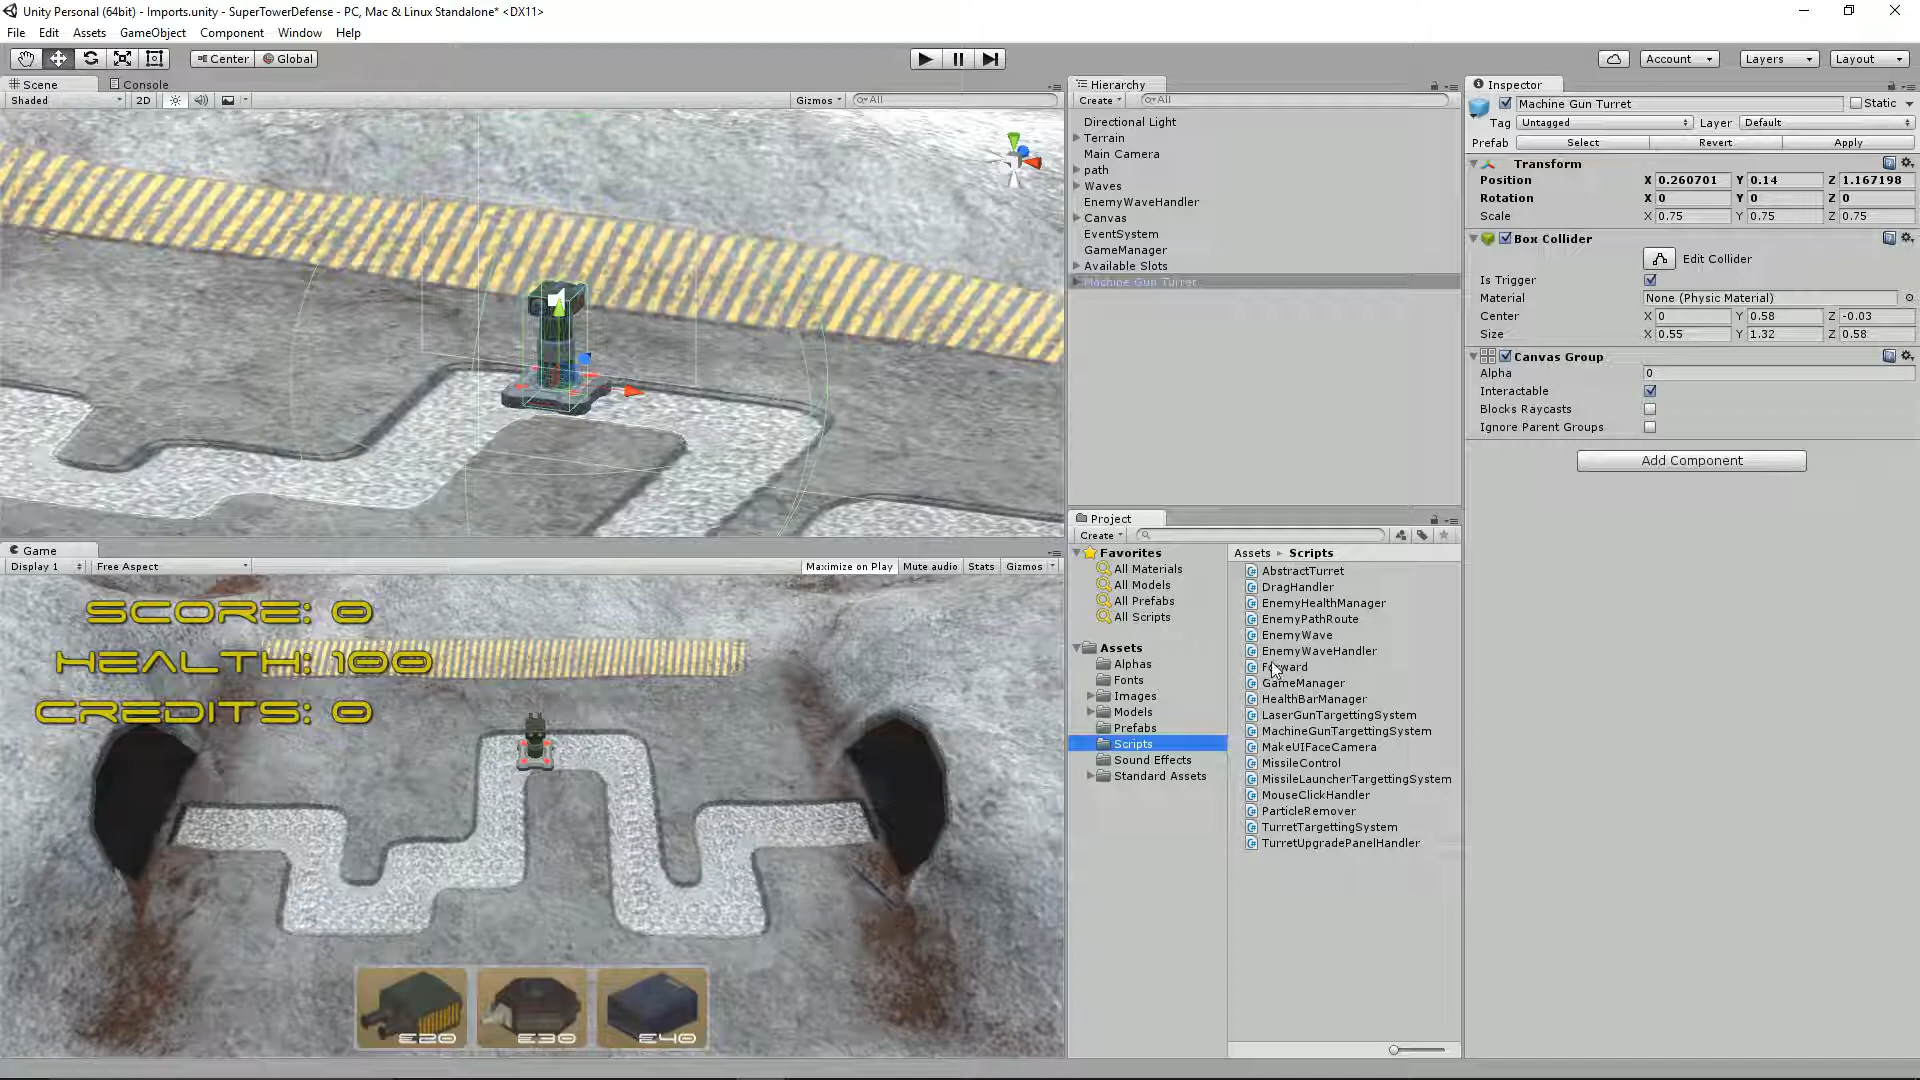 Unity Personal (64bit) - Imports.unity - SuperTowerDefense - PC, Mac & Linux Standalone* <DX11>
File Edit Assets GameObject Component Window Help
Center Global
Account Layers Layout
Scene Console
Shaded 2D Gizmos All
Hierarchy
Create All
Directional Light
Terrain
Main Camera
path
Waves
EnemyWaveHandler
Canvas
EventSystem
GameManager
Available Slots
Machine Gun Turret
Inspector
Machine Gun Turret Static
Tag Untagged Layer Default
Prefab Select Revert Apply
Transform
Position X 0.260701 Y 0.14 Z 1.167198
Rotation X 0 Y 0 Z 0
Scale X 0.75 Y 0.75 Z 0.75
Box Collider
Edit Collider
Is Trigger
Material None (Physic Material)
Center X 0 Y 0.58 Z -0.03
Size X 0.55 Y 1.32 Z 0.58
Canvas Group
Alpha 0
Interactable
Blocks Raycasts
Ignore Parent Groups
Add Component
Game
Display 1 Free Aspect Maximize on Play Mute audio Stats Gizmos
SCORE: 0
HEALTH: 100
CREDITS: 0
£20 £30 £40
Project
Create
Favorites
All Materials
All Models
All Prefabs
All Scripts
Assets
Alphas
Fonts
Images
Models
Prefabs
Scripts
Sound Effects
Standard Assets
Assets Scripts
AbstractTurret
DragHandler
EnemyHealthManager
EnemyPathRoute
EnemyWave
EnemyWaveHandler
Forward
GameManager
HealthBarManager
LaserGunTargettingSystem
MachineGunTargettingSystem
MakeUIFaceCamera
MissileControl
MissileLauncherTargettingSystem
MouseClickHandler
ParticleRemover
TurretTargettingSystem
TurretUpgradePanelHandler